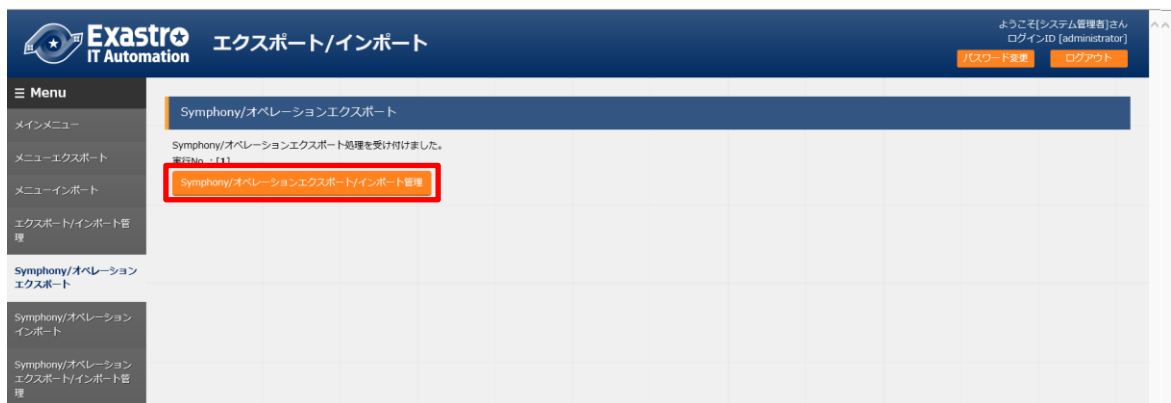 Exastro
IT Automation
エクスポート/インポート
ようこそ[システム管理者]さん
ログインID [administrator]
パスワード変更
ログアウト
☰ Menu
メインメニュー
メニューエクスポート
メニューインポート
エクスポート/インポート管
理
Symphony/オペレーション
エクスポート
Symphony/オペレーション
インポート
Symphony/オペレーション
エクスポート/インポート管
理
Symphony/オペレーションエクスポート
Symphony/オペレーションエクスポート処理を受け付けました。
実行No. : [1]
Symphony/オペレーションエクスポート/インポート管理